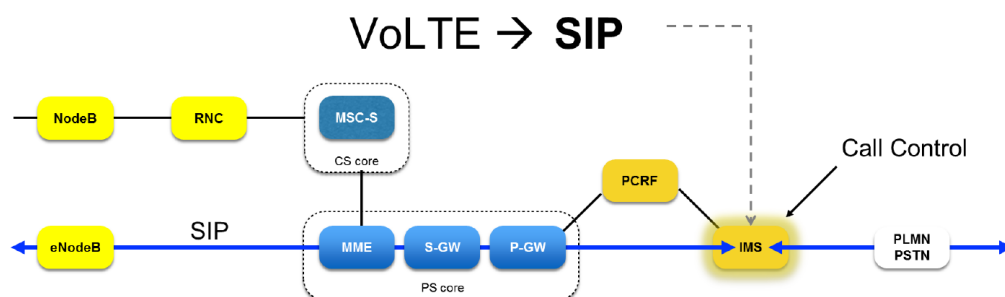 VoLTE → SIP
NodeB
RNC
MSC-S
CS core
Call Control
PCRF
SIP
eNodeB
MME
S-GW
P-GW
IMS
PLMN
PSTN
PS core